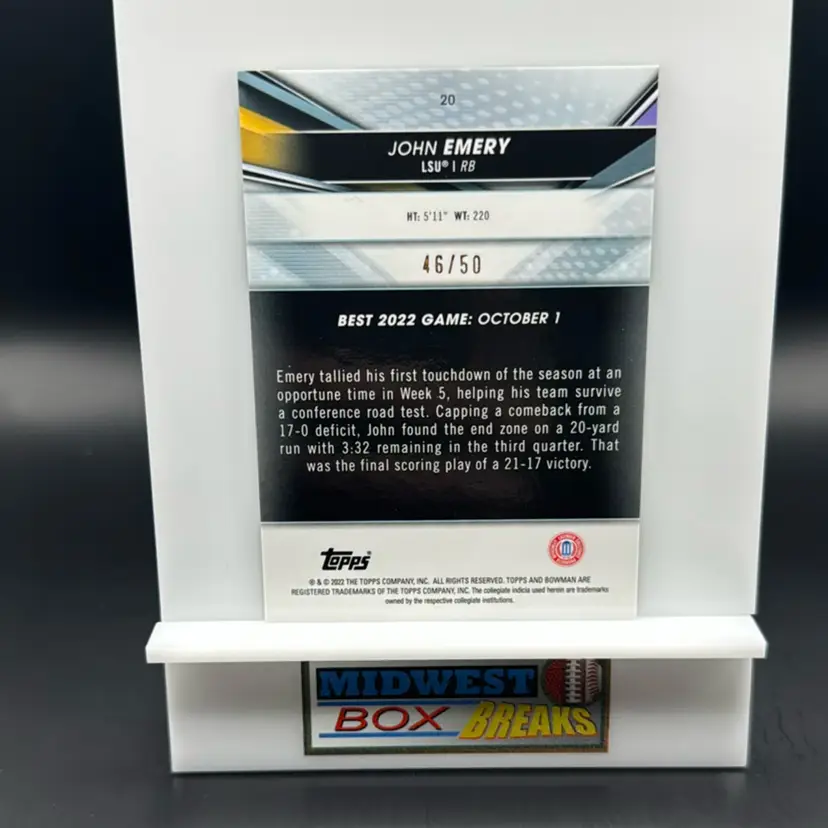 20
JOHN EMERY
LSU® | RB
HT: 5'11" WT: 220
46/50
BEST 2022 GAME: OCTOBER 1
Emery tallied his first touchdown of the season at an
opportune time in Week 5, helping his team survive
a conference road test. Capping a comeback from a
17-0 deficit, John found the end zone on a 20-yard
run with 3:32 remaining in the third quarter. That
was the final scoring play of a 21-17 victory.
topps®
® & © 2022 THE TOPPS COMPANY, INC. ALL RIGHTS RESERVED. TOPPS AND BOWMAN ARE
REGISTERED TRADEMARKS OF THE TOPPS COMPANY, INC. The collegiate indicia used herein are trademarks
owned by the respective collegiate institutions.
MIDWEST
BOX BREAKS